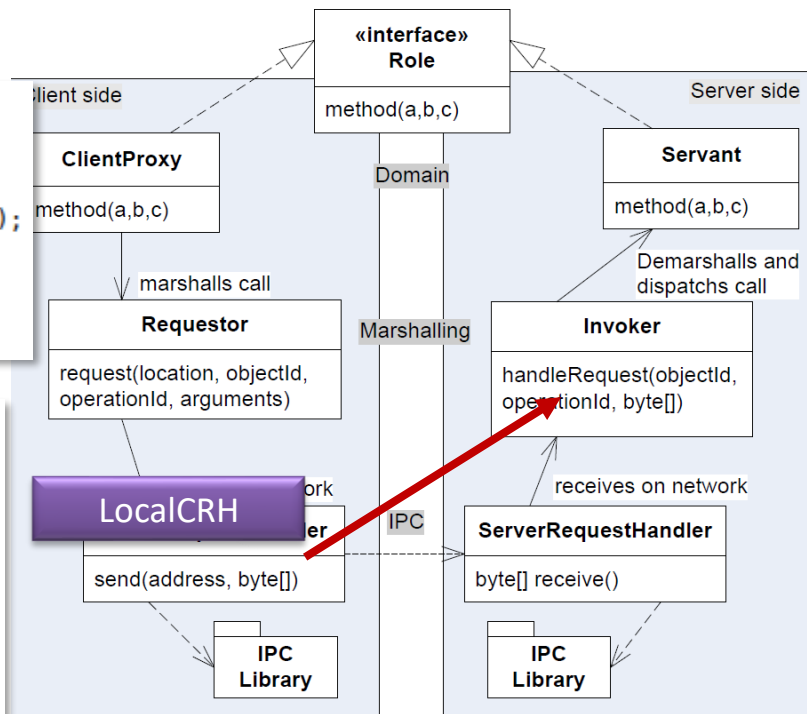 «interface»
Role
method(a,b,c)
Client side
Server side
ClientProxy
method(a,b,c)
);
Domain
Servant
method(a,b,c)
marshalls call
Demarshalls and
dispatchs call
Requestor
request(location, objectId,
operationId, arguments)
Marshalling
Invoker
handleRequest(objectId,
operationId, byte[])
LocalCRH
ork
receives on network
IPC
ler
send(address, byte[])
ServerRequestHandler
byte[] receive()
IPC
Library
IPC
Library